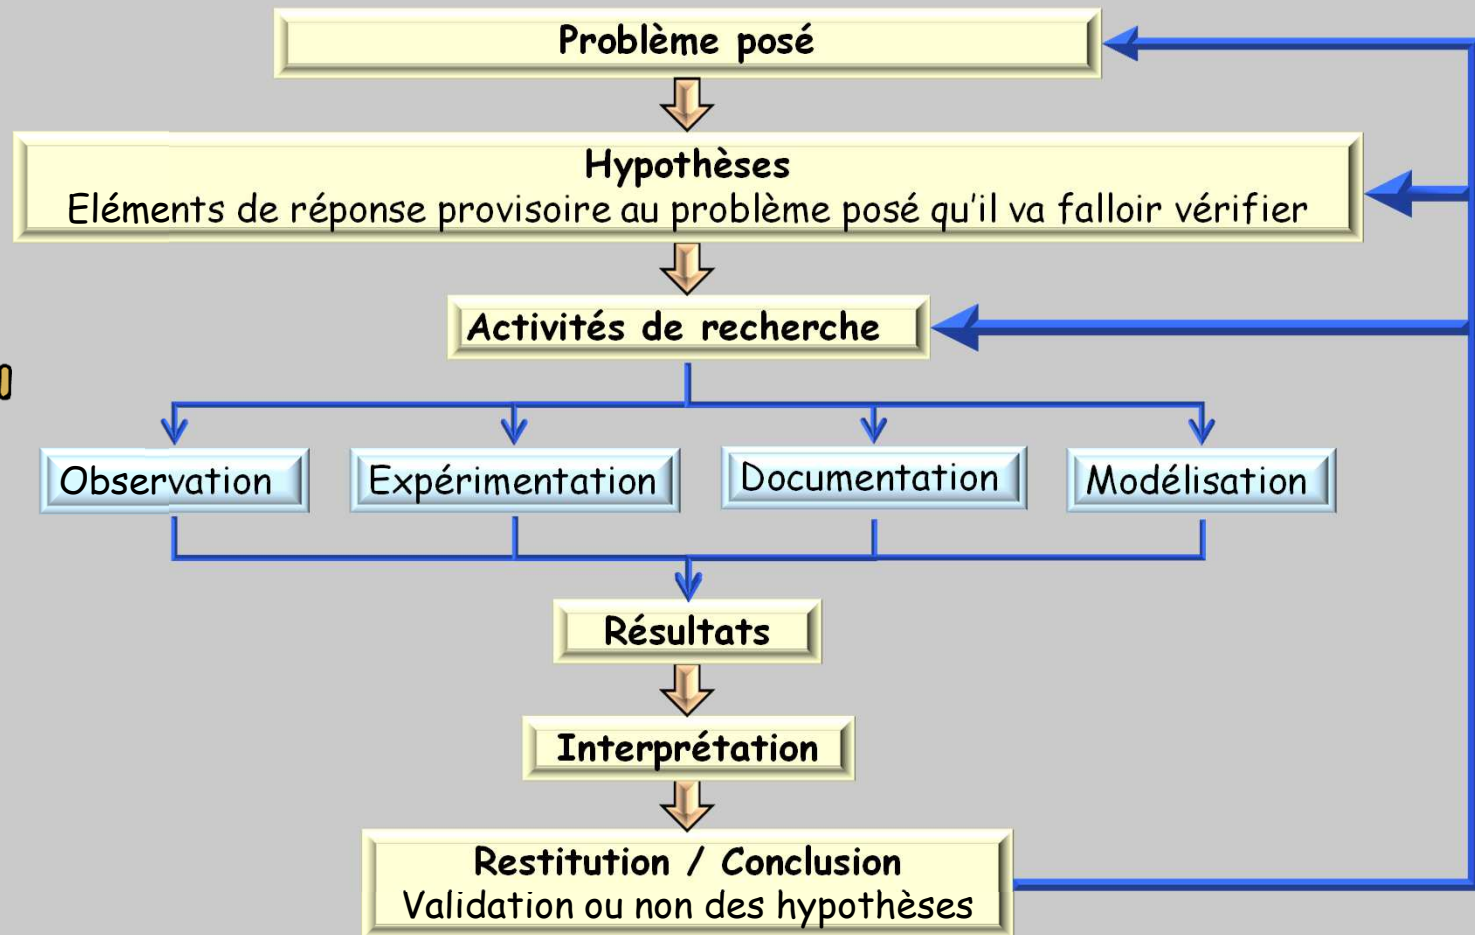 Problème posé
Hypothèses
Eléments de réponse provisoire au problème posé qu'il va falloir vérifier
Activités de recherche
Observation
Expérimentation
Documentation
Modélisation
Résultats
Interprétation
Restitution / Conclusion
Validation ou non des hypothèses